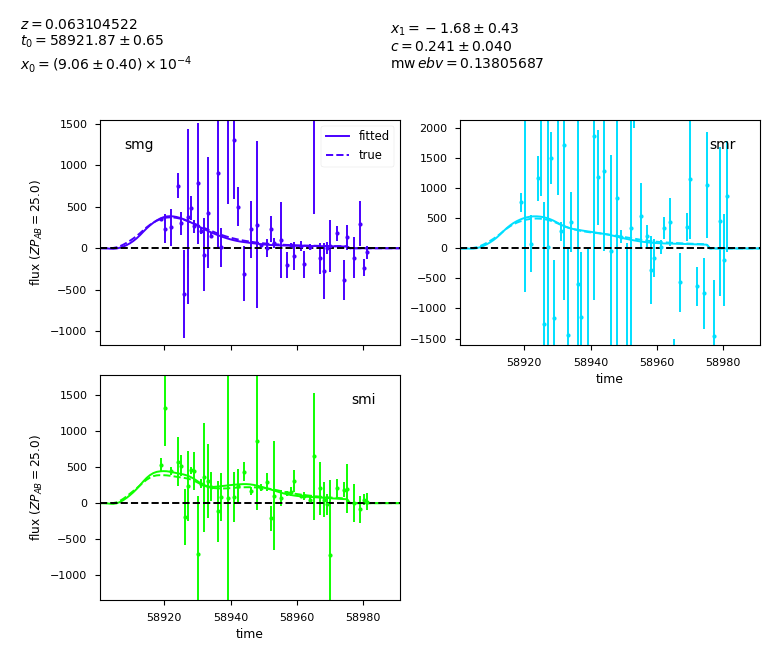 z = 0.063104522
t₀ = 58921.87 ± 0.65
x₀ = (9.06 ± 0.40) × 10⁻⁴
x₁ = −1.68 ± 0.43
c = 0.241 ± 0.040
mw ebv = 0.13805687
smg
fitted
true
flux (ZP_AB = 25.0)
1500
1000
500
0
−500
−1000
smr
2000
1500
1000
500
0
−500
−1000
−1500
58920 58940 58960 58980
time
smi
flux (ZP_AB = 25.0)
1500
1000
500
0
−500
−1000
58920 58940 58960 58980
time